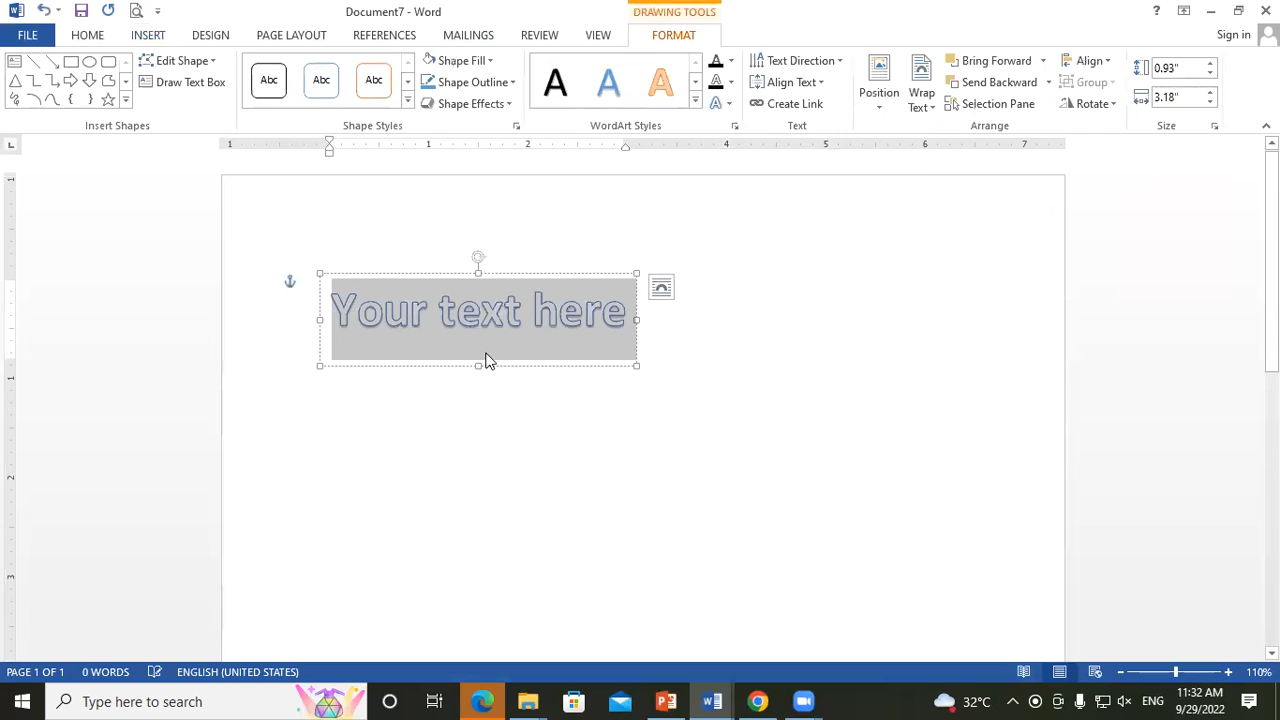 Document7 - Word
DRAWING TOOLS
?
FILE
HOME
INSERT
DESIGN
PAGE LAYOUT
REFERENCES
MAILINGS
REVIEW
VIEW
FORMAT
Sign in
Edit Shape
Draw Text Box
Insert Shapes
Abc
Abc
Abc
Shape Fill
Shape Outline
Shape Effects
Shape Styles
A
A
A
WordArt Styles
Text Direction
Align Text
Create Link
Text
Position
Wrap
Text
Bring Forward
Send Backward
Selection Pane
Align
Group
Rotate
Arrange
0.93"
3.18"
Size
1 1 2 4 5 6 7
1
1
2
3
Your text here
PAGE 1 OF 1
0 WORDS
ENGLISH (UNITED STATES)
110%
Type here to search
32°C
ENG
11:32 AM
9/29/2022